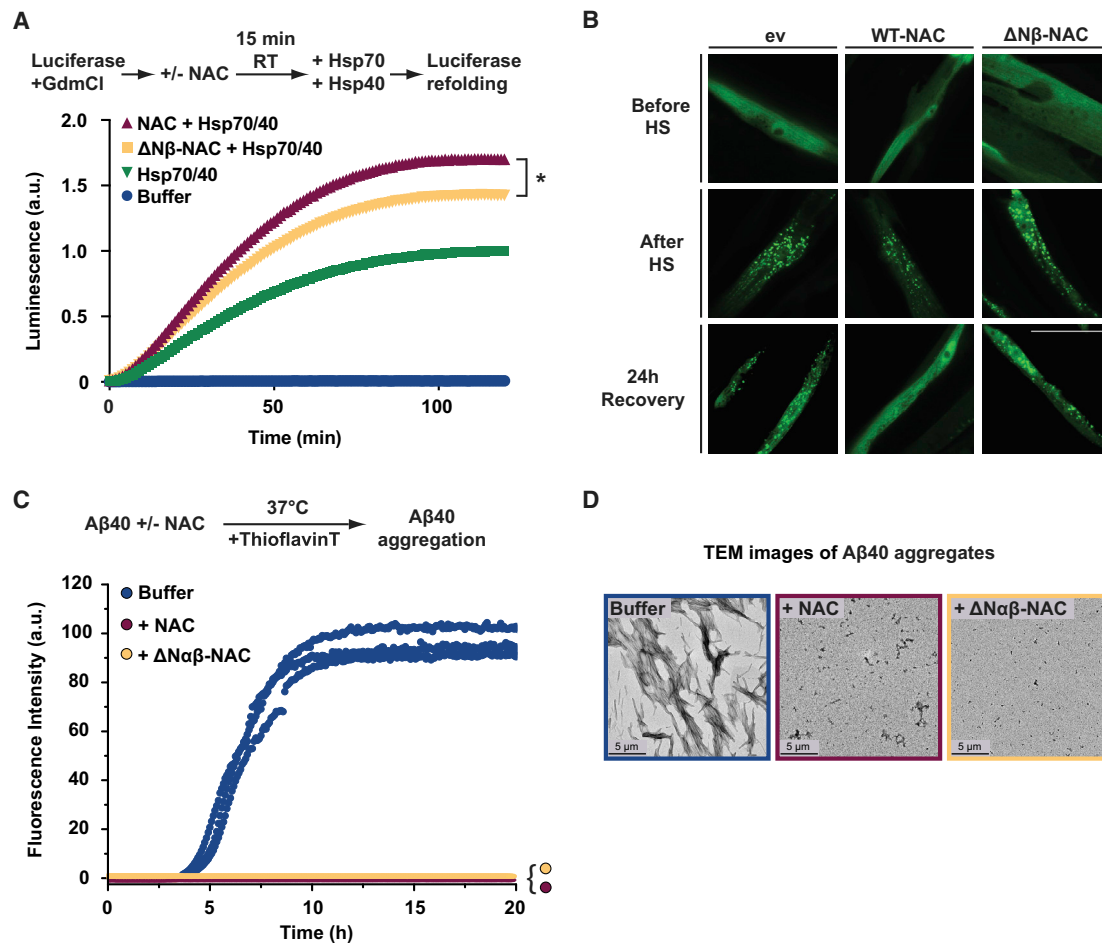 A
Luciferase
+GdmCl
+/- NAC
15 min
RT
+ Hsp70
+ Hsp40
Luciferase
refolding
NAC + Hsp70/40
ΔNβ-NAC + Hsp70/40
Hsp70/40
Buffer
*
Luminescence (a.u.)
2.0
1.5
1.0
0.5
0
0
50
100
Time (min)
B
ev
WT-NAC
ΔNβ-NAC
Before
HS
After
HS
24h
Recovery
C
Aβ40 +/- NAC
37°C
+ThioflavinT
Aβ40
aggregation
Buffer
+ NAC
+ ΔNαβ-NAC
Fluorescence Intensity (a.u.)
120
100
80
60
40
20
0
0
5
10
15
20
Time (h)
{
D
TEM images of Aβ40 aggregates
Buffer
5 µm
+ NAC
5 µm
+ ΔNαβ-NAC
5 µm